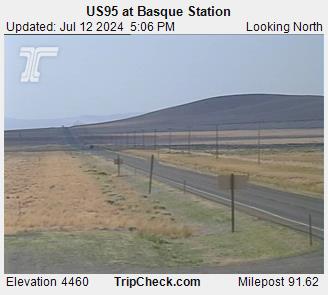 US95 at Basque Station
Updated: Jul 12 2024 5:06 PM Looking North
Elevation 4460 TripCheck.com Milepost 91.62